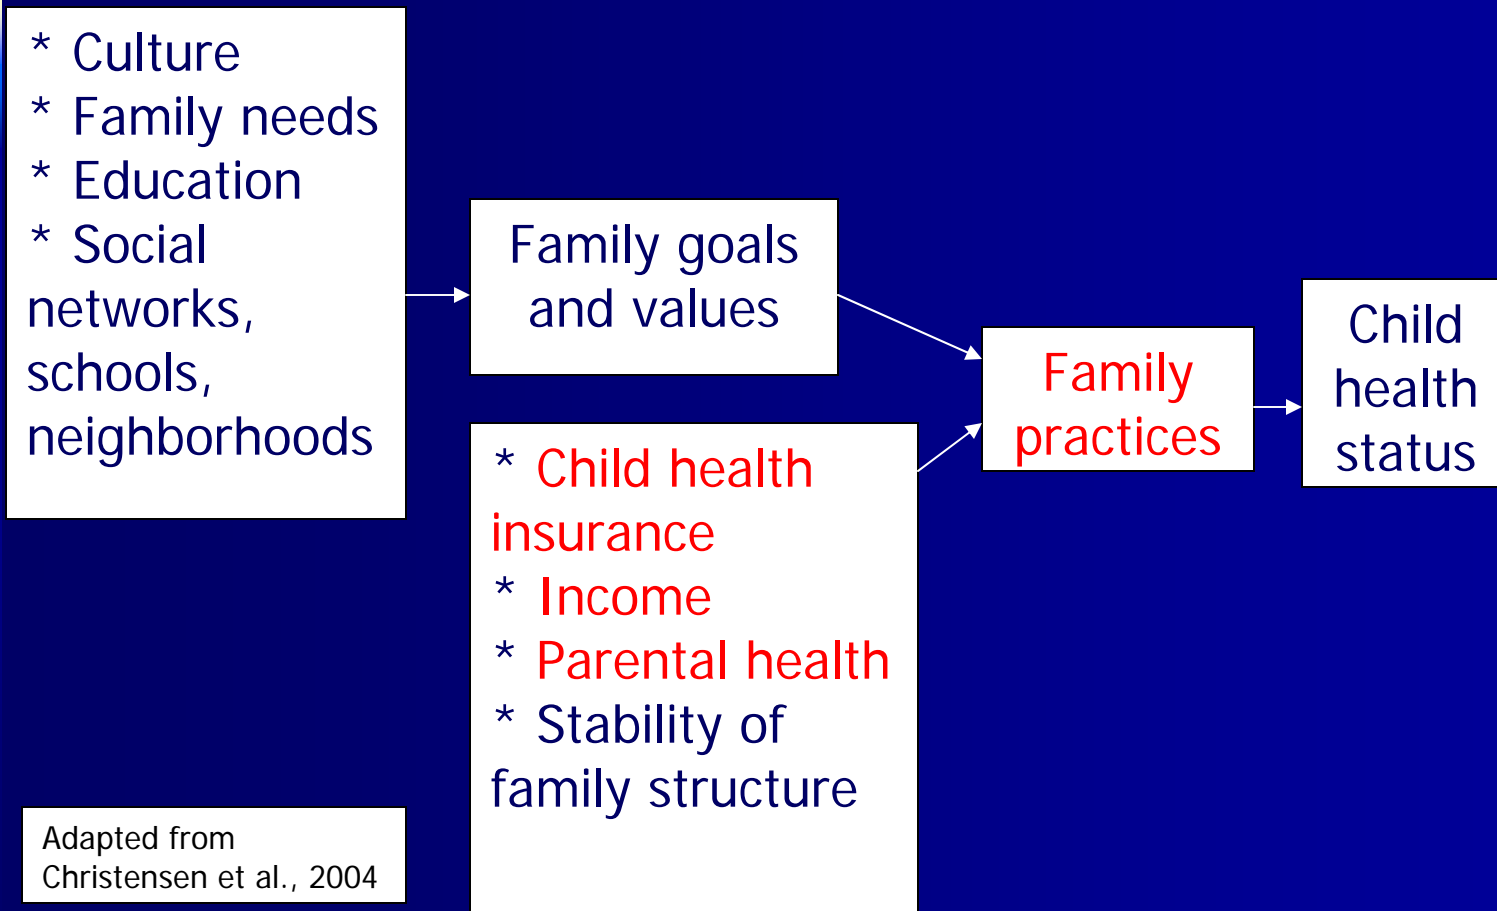 * Culture
* Family needs
* Education
* Social
networks,
schools,
neighborhoods
Family goals
and values
* Child health
insurance
* Income
* Parental health
* Stability of
family structure
Family
practices
Child
health
status
Adapted from
Christensen et al., 2004